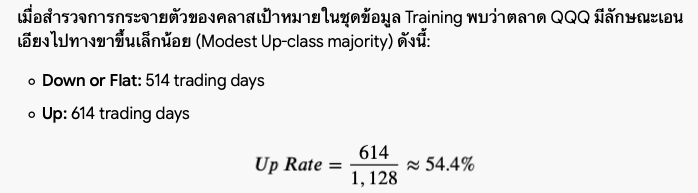 เมื่อสำรวจการกระจายตัวของคลาสเป้าหมายในชุดข้อมูล Training พบว่าตลาด QQQ มีลักษณะเอน
เอียงไปทางขาขึ้นเล็กน้อย (Modest Up-class majority) ดังนี้:
○ Down or Flat: 514 trading days
○ Up: 614 trading days
Up Rate = 614 / 1,128 ≈ 54.4%